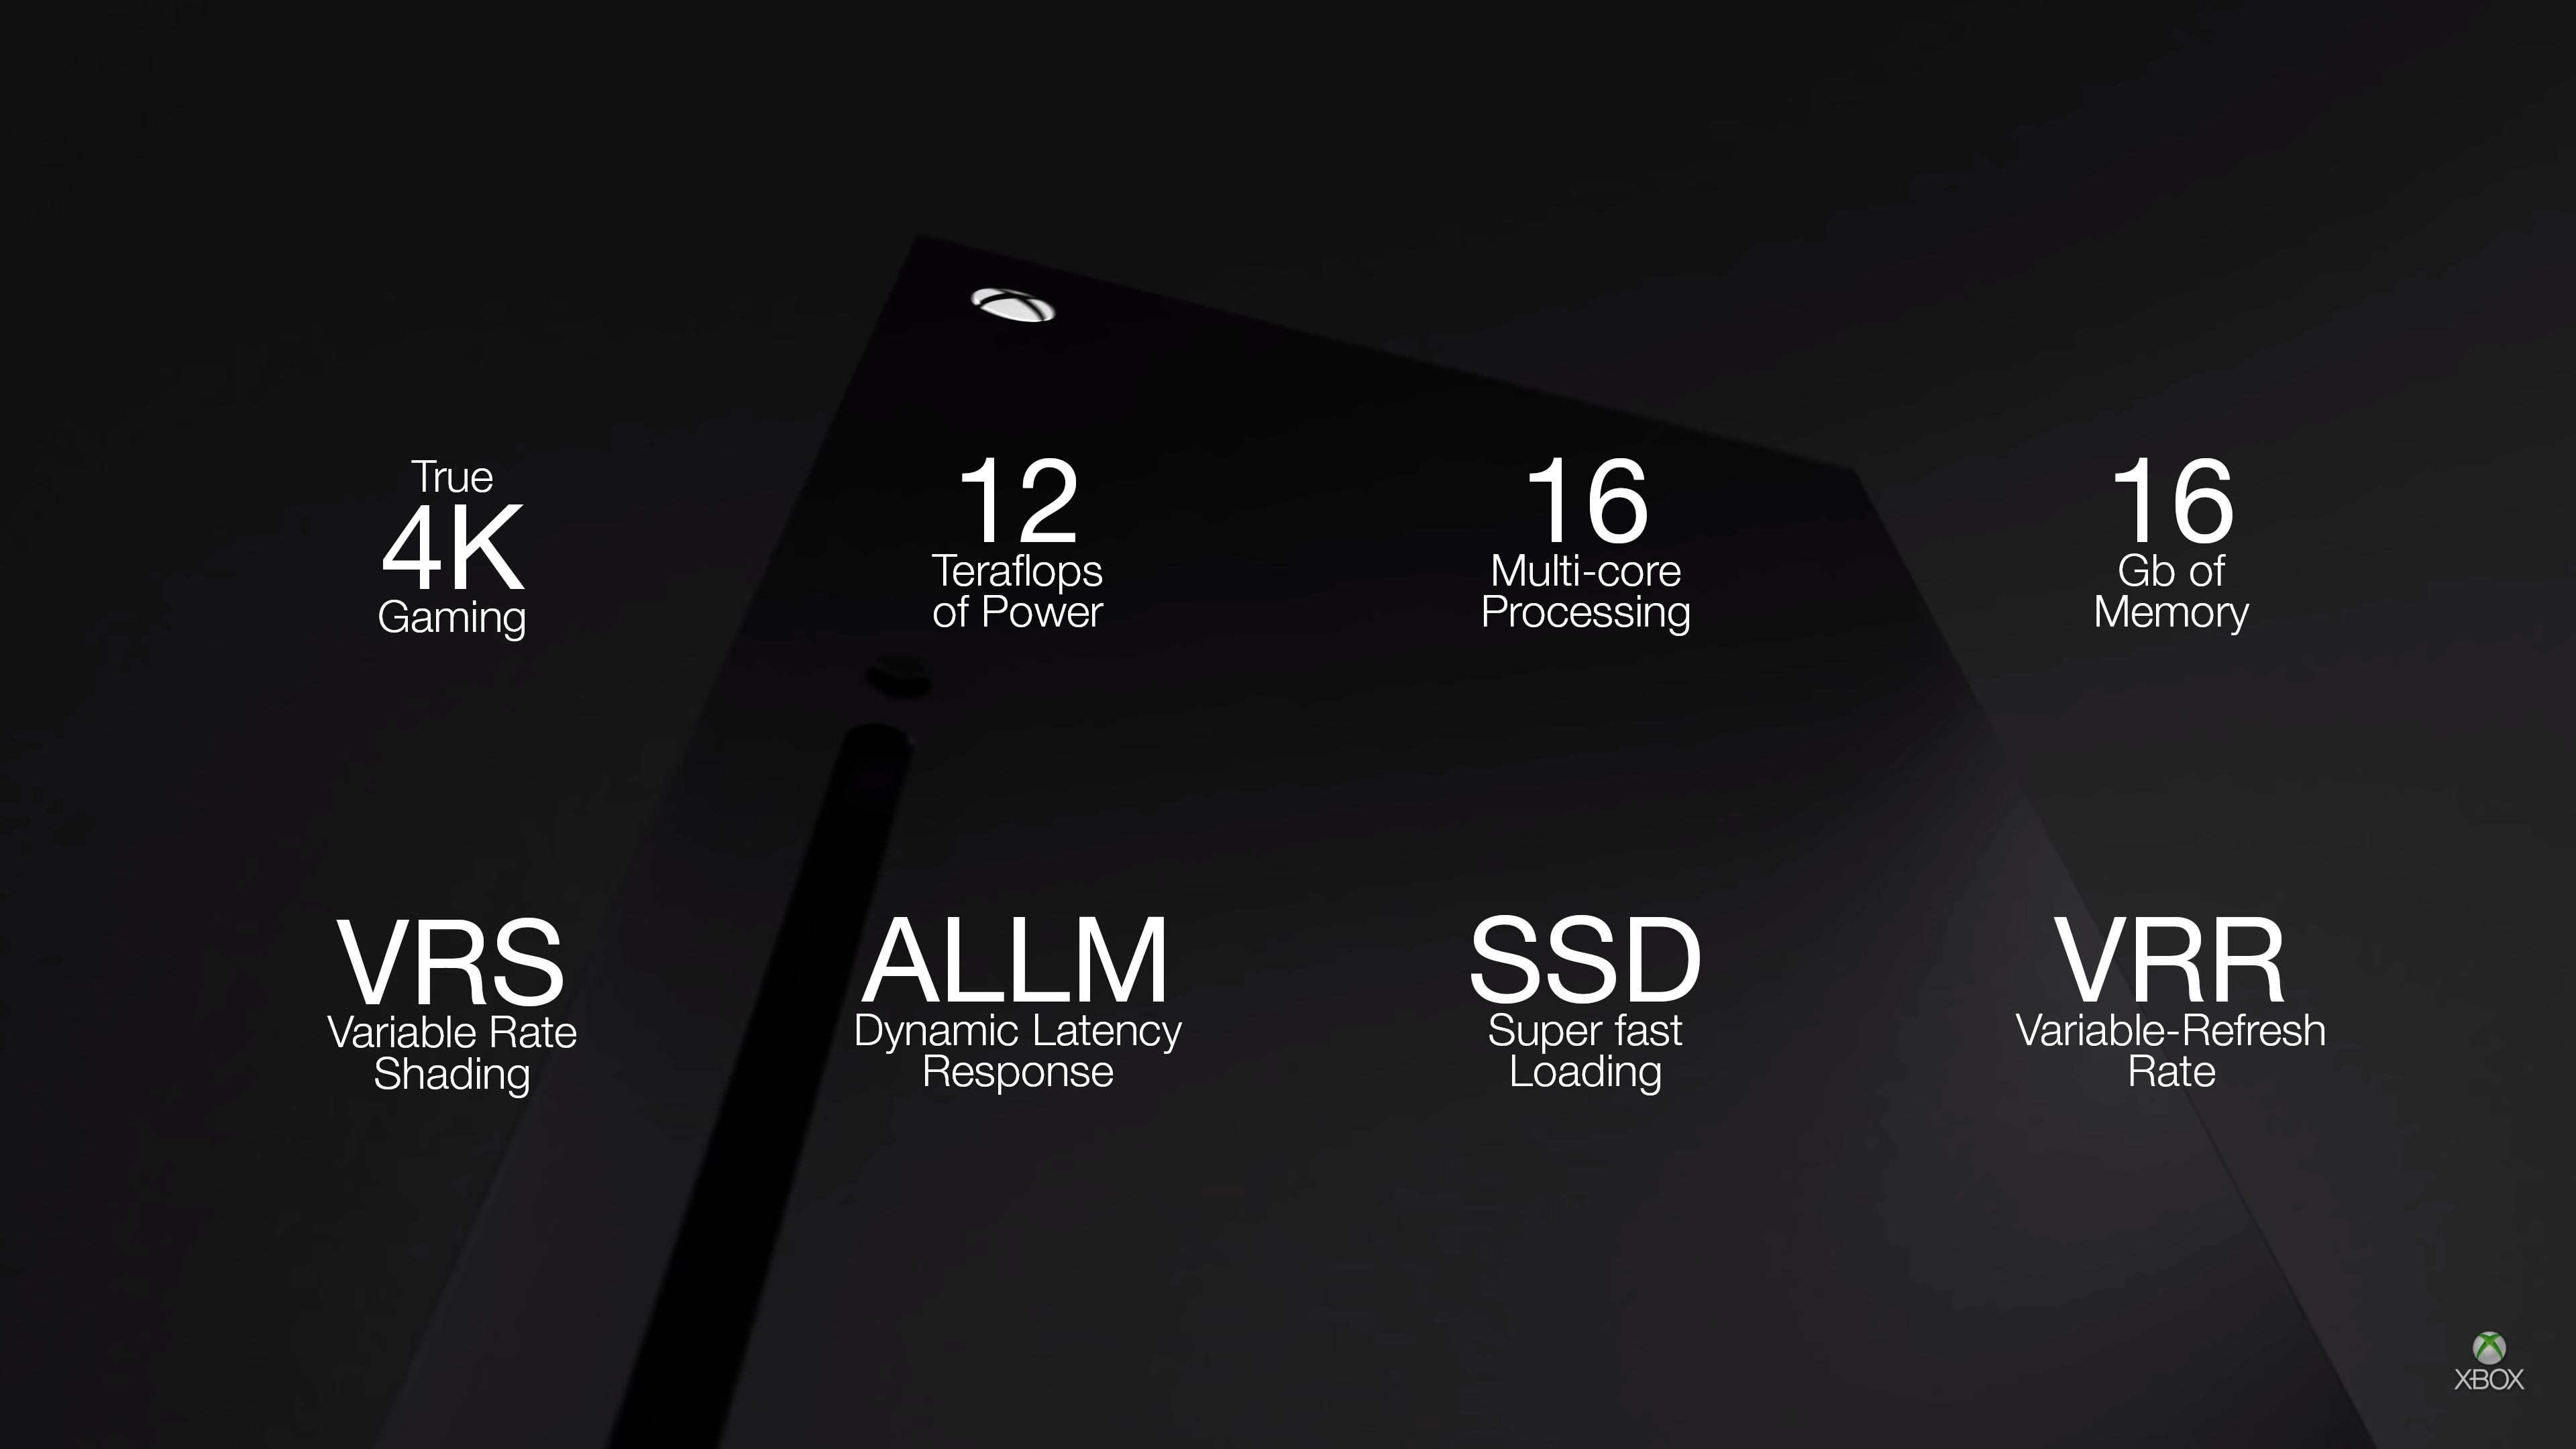 True
4K
Gaming
12
Teraflops
of Power
16
Multi-core
Processing
16
Gb of
Memory
VRS
Variable Rate
Shading
ALLM
Dynamic Latency
Response
SSD
Super fast
Loading
VRR
Variable-Refresh
Rate
XBOX